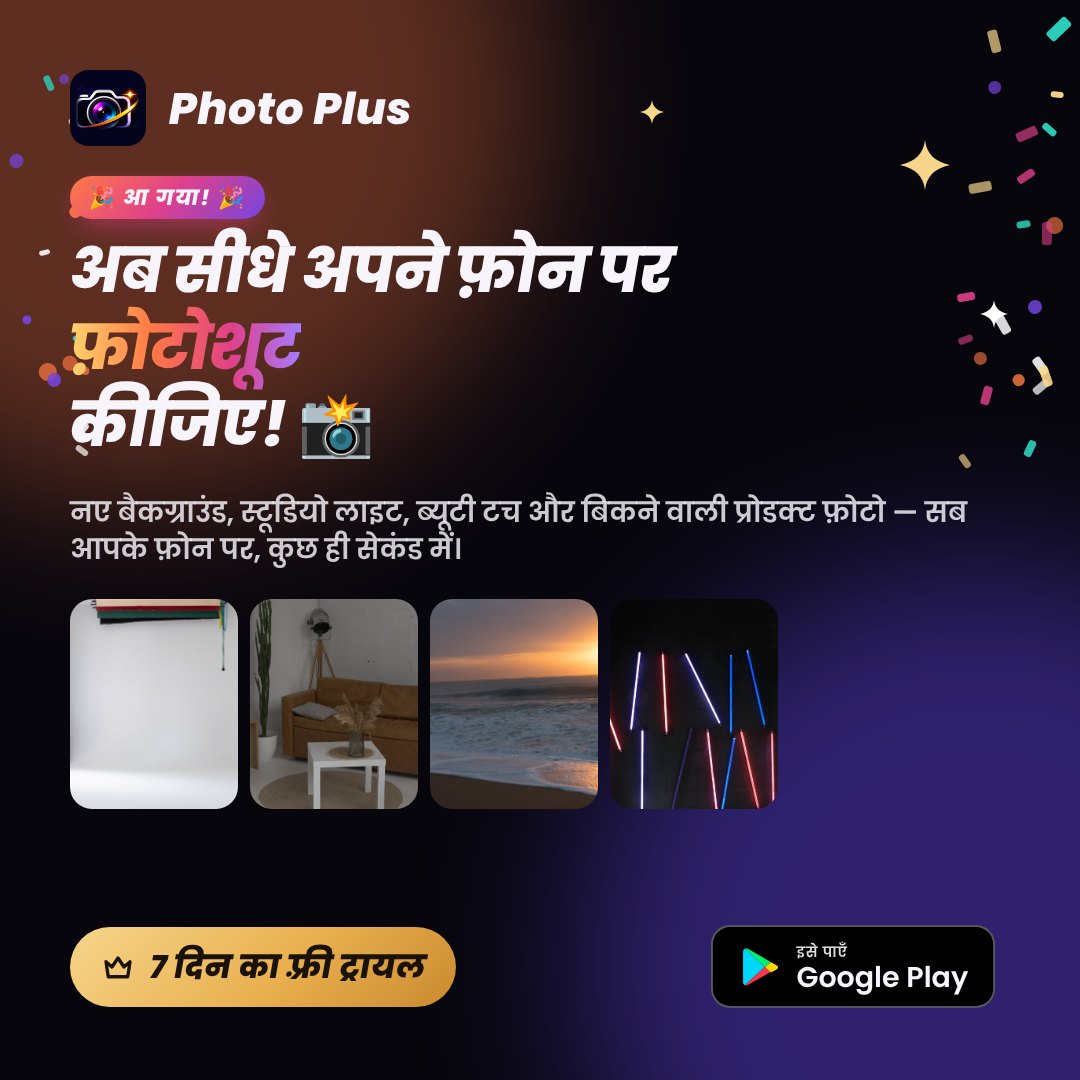 Photo Plus
🎉 आ गया! 🎉
अब सीधे अपने फ़ोन पर
फ़ोटोशूट
कीजिए! 📸
नए बैकग्राउंड, स्टूडियो लाइट, ब्यूटी टच और बिकने वाली प्रोडक्ट फ़ोटो — सब
आपके फ़ोन पर, कुछ ही सेकंड में।
7 दिन का फ़्री ट्रायल
इसे पाएँ
Google Play